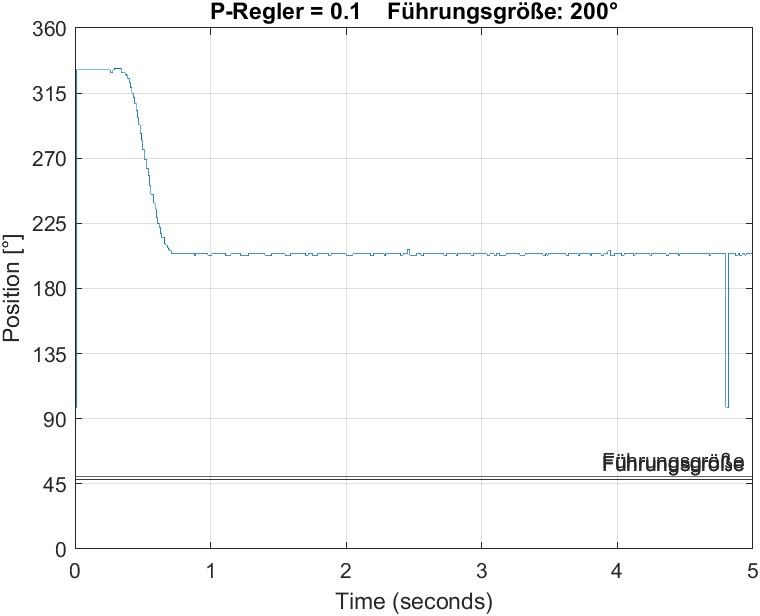 P-Regler = 0.1    Führungsgröße: 200°
360
315
270
225
180
135
90
45
0
Position [°]
Führungsgröße
Führungsgröße
0 1 2 3 4 5
Time (seconds)